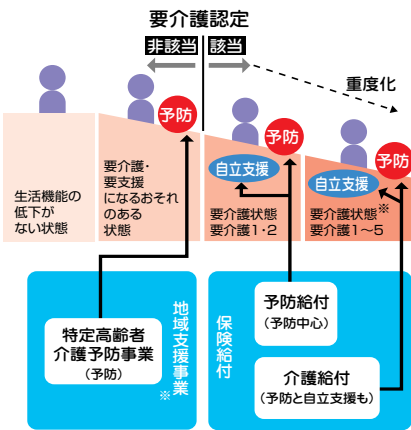 要介護認定
非該当
該当
重度化
予防
予防
予防
自立支援
自立支援
生活機能の
低下が
ない状態
要介護・
要支援
になるおそれ
のある
状態
要介護状態
要介護1・2
要介護状態※
要介護1～5
特定高齢者
介護予防事業
（予防）
地域支援事業
※
保険給付
予防給付
（予防中心）
介護給付
（予防と自立支援も）